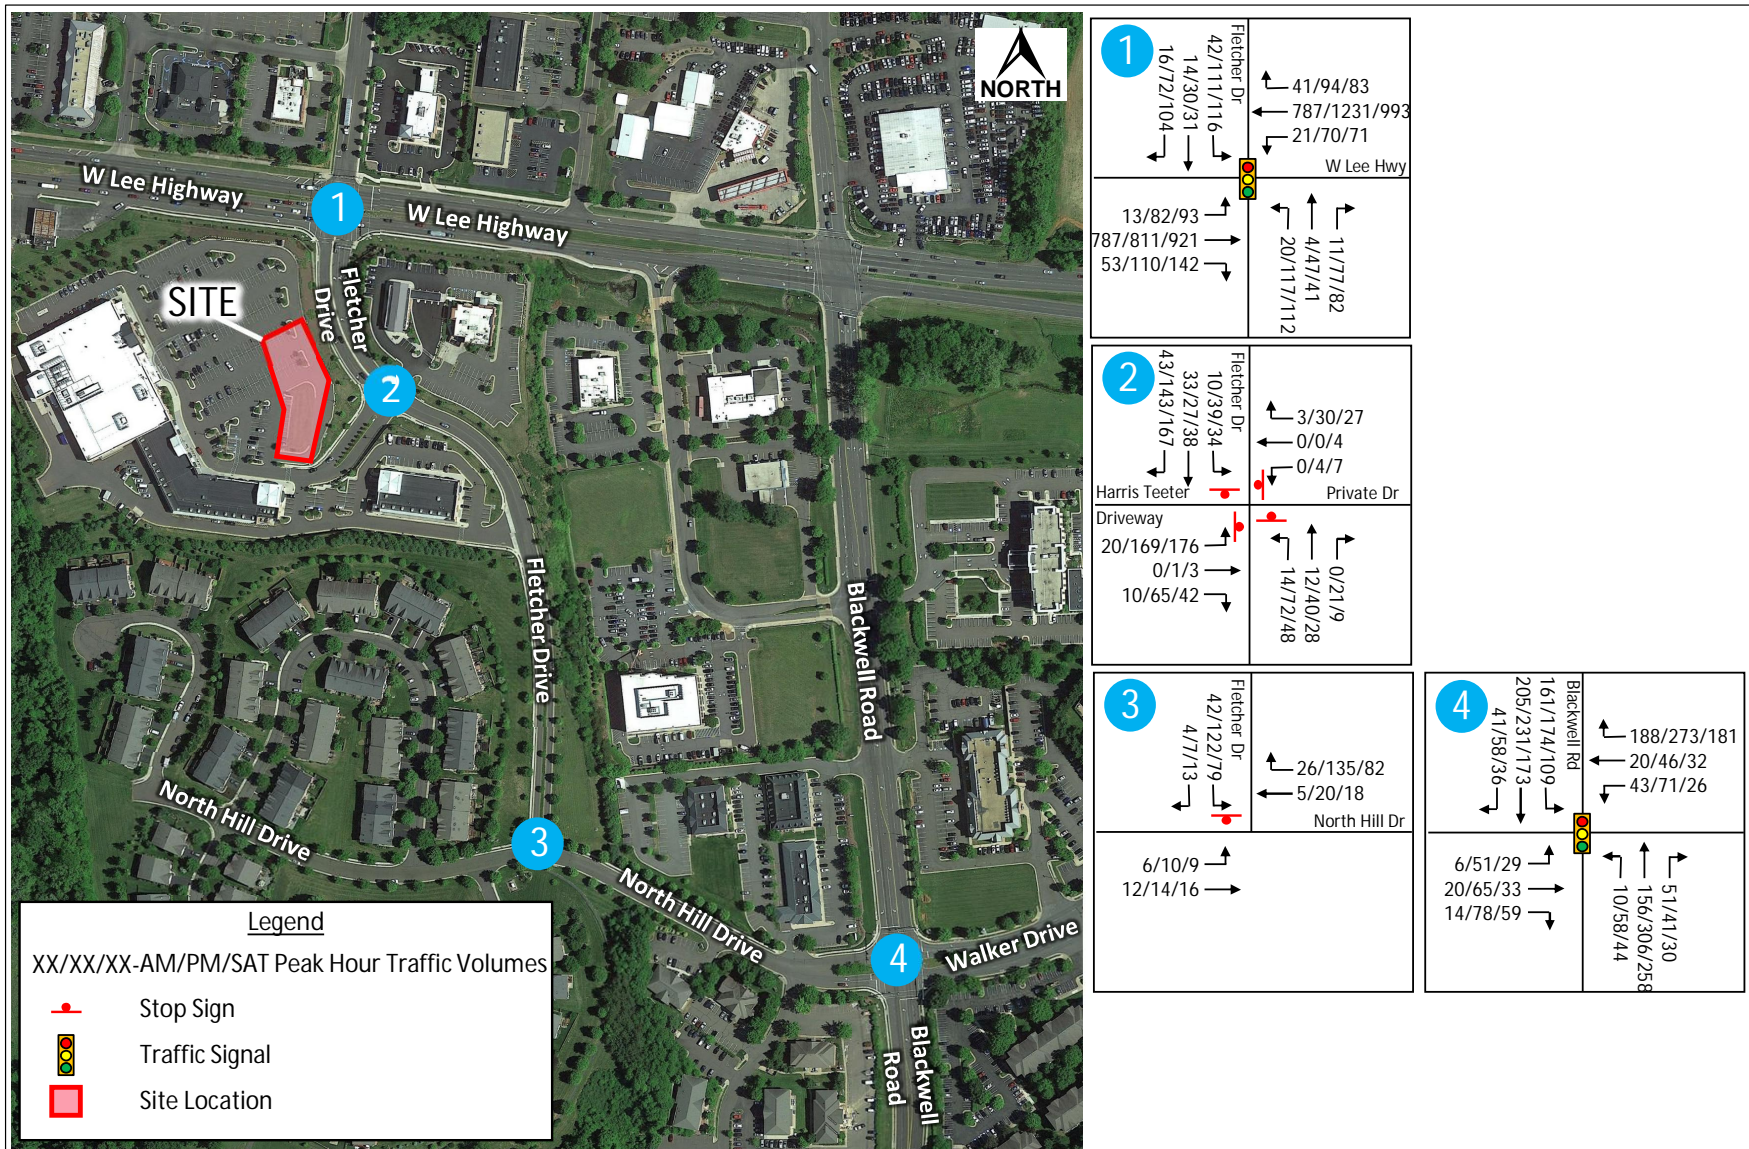 NORTH
W Lee Highway
1
W Lee Highway
SITE
Fletcher
Drive
2
Fletcher Drive
Blackwell Road
North Hill Drive
3
North Hill Drive
4
Walker Drive
Blackwell
Road
Legend
XX/XX/XX-AM/PM/SAT Peak Hour Traffic Volumes
Stop Sign
Traffic Signal
Site Location
1
Fletcher Dr
42/111/116
14/30/31
16/72/104
41/94/83
787/1231/993
21/70/71
W Lee Hwy
13/82/93
787/811/921
53/110/142
11/77/82
4/47/41
20/117/112
2
Fletcher Dr
10/39/34
33/27/38
43/143/167
3/30/27
0/0/4
0/4/7
Harris Teeter
Private Dr
Driveway
20/169/176
0/1/3
10/65/42
0/21/9
12/40/28
14/72/48
3
Fletcher Dr
42/122/79
4/7/13
26/135/82
5/20/18
North Hill Dr
6/10/9
12/14/16
4
Blackwell Rd
161/174/109
205/231/173
41/58/36
188/273/181
20/46/32
43/71/26
6/51/29
20/65/33
14/78/59
51/41/30
156/306/258
10/58/44